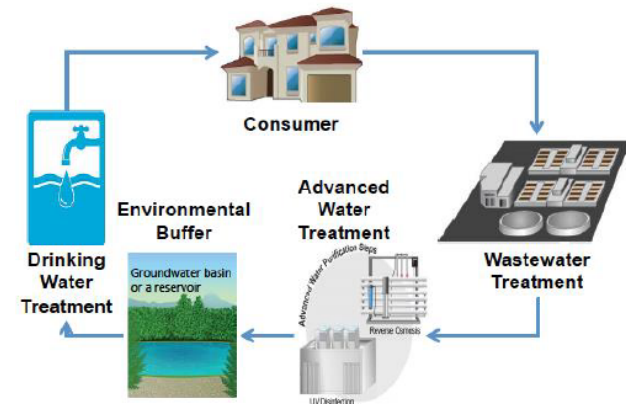 Consumer
Advanced
Water
Treatment
Environmental
Buffer
Drinking
Water
Treatment
Groundwater basin
or a reservoir
Advanced Water Purification Steps
Reverse Osmosis
UV Disinfection
Wastewater
Treatment